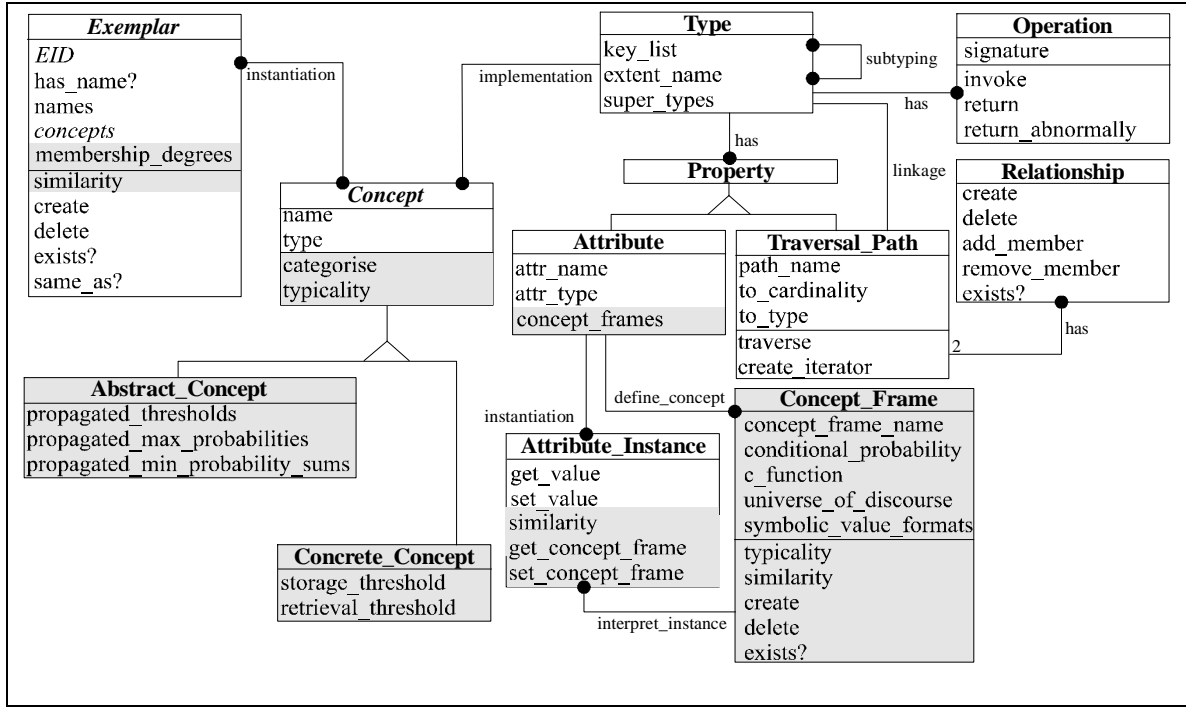 Exemplar
EID
has_name?
names
concepts
membership_degrees
similarity
create
delete
exists?
same_as?
instantiation
implementation
Type
key_list
extent_name
super_types
subtyping
has
Operation
signature
invoke
return
return_abnormally
has
linkage
Property
Concept
name
type
categorise
typicality
Attribute
attr_name
attr_type
concept_frames
Traversal_Path
path_name
to_cardinality
to_type
traverse
create_iterator
Relationship
create
delete
add_member
remove_member
exists?
has
2
Abstract_Concept
propagated_thresholds
propagated_max_probabilities
propagated_min_probability_sums
Concrete_Concept
storage_threshold
retrieval_threshold
instantiation
define_concept
Attribute_Instance
get_value
set_value
similarity
get_concept_frame
set_concept_frame
interpret_instance
Concept_Frame
concept_frame_name
conditional_probability
c_function
universe_of_discourse
symbolic_value_formats
typicality
similarity
create
delete
exists?